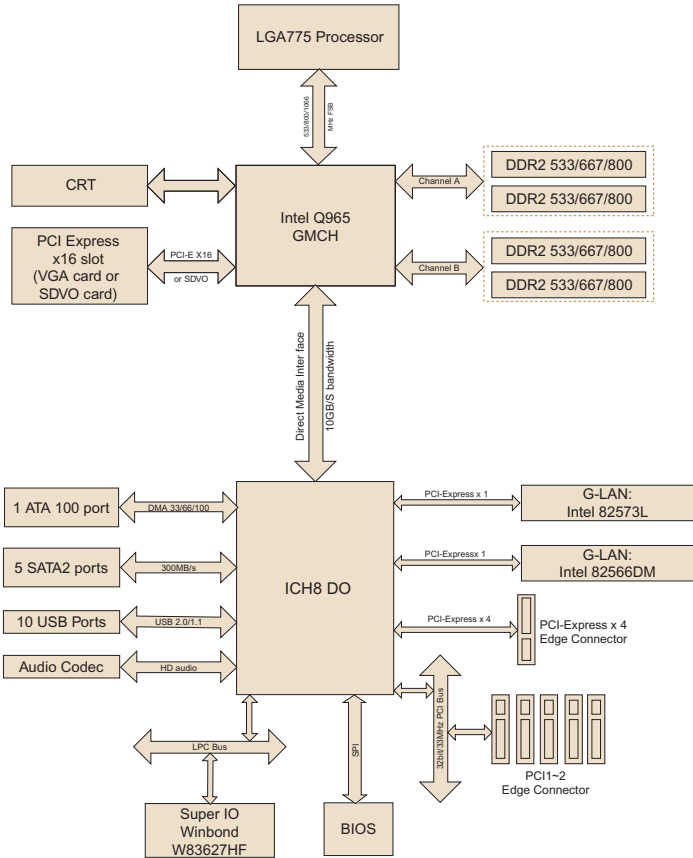 LGA775 Processor
533/800/1066
MHz FSB
CRT
PCI Express
x16 slot
(VGA card or
SDVO card)
PCI-E X16
or SDVO
Intel Q965
GMCH
Channel A
DDR2 533/667/800
DDR2 533/667/800
Channel B
DDR2 533/667/800
DDR2 533/667/800
Direct Media Inter face
10GB/S bandwidth
1 ATA 100 port
DMA 33/66/100
5 SATA2 ports
300MB/s
10 USB Ports
USB 2.0/1.1
Audio Codec
HD audio
ICH8 DO
PCI-Express x 1
G-LAN:
Intel 82573L
PCI-Expressx 1
G-LAN:
Intel 82566DM
PCI-Express x 4
PCI-Express x 4
Edge Connector
32bit/33MHz PCI Bus
PCI1~2
Edge Connector
LPC Bus
SPI
Super IO
Winbond
W83627HF
BIOS